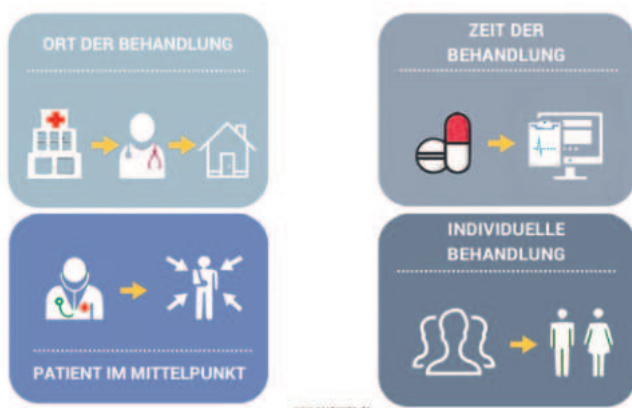 ORT DER BEHANDLUNG
ZEIT DER
BEHANDLUNG
PATIENT IM MITTELPUNKT
INDIVIDUELLE
BEHANDLUNG